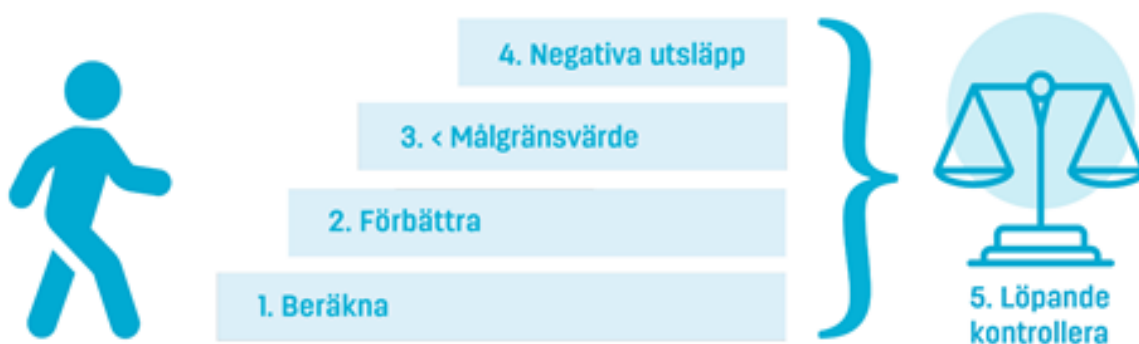 4. Negativa utsläpp
3. < Målgränsvärde
2. Förbättra
1. Beräkna
5. Löpande
kontrollera